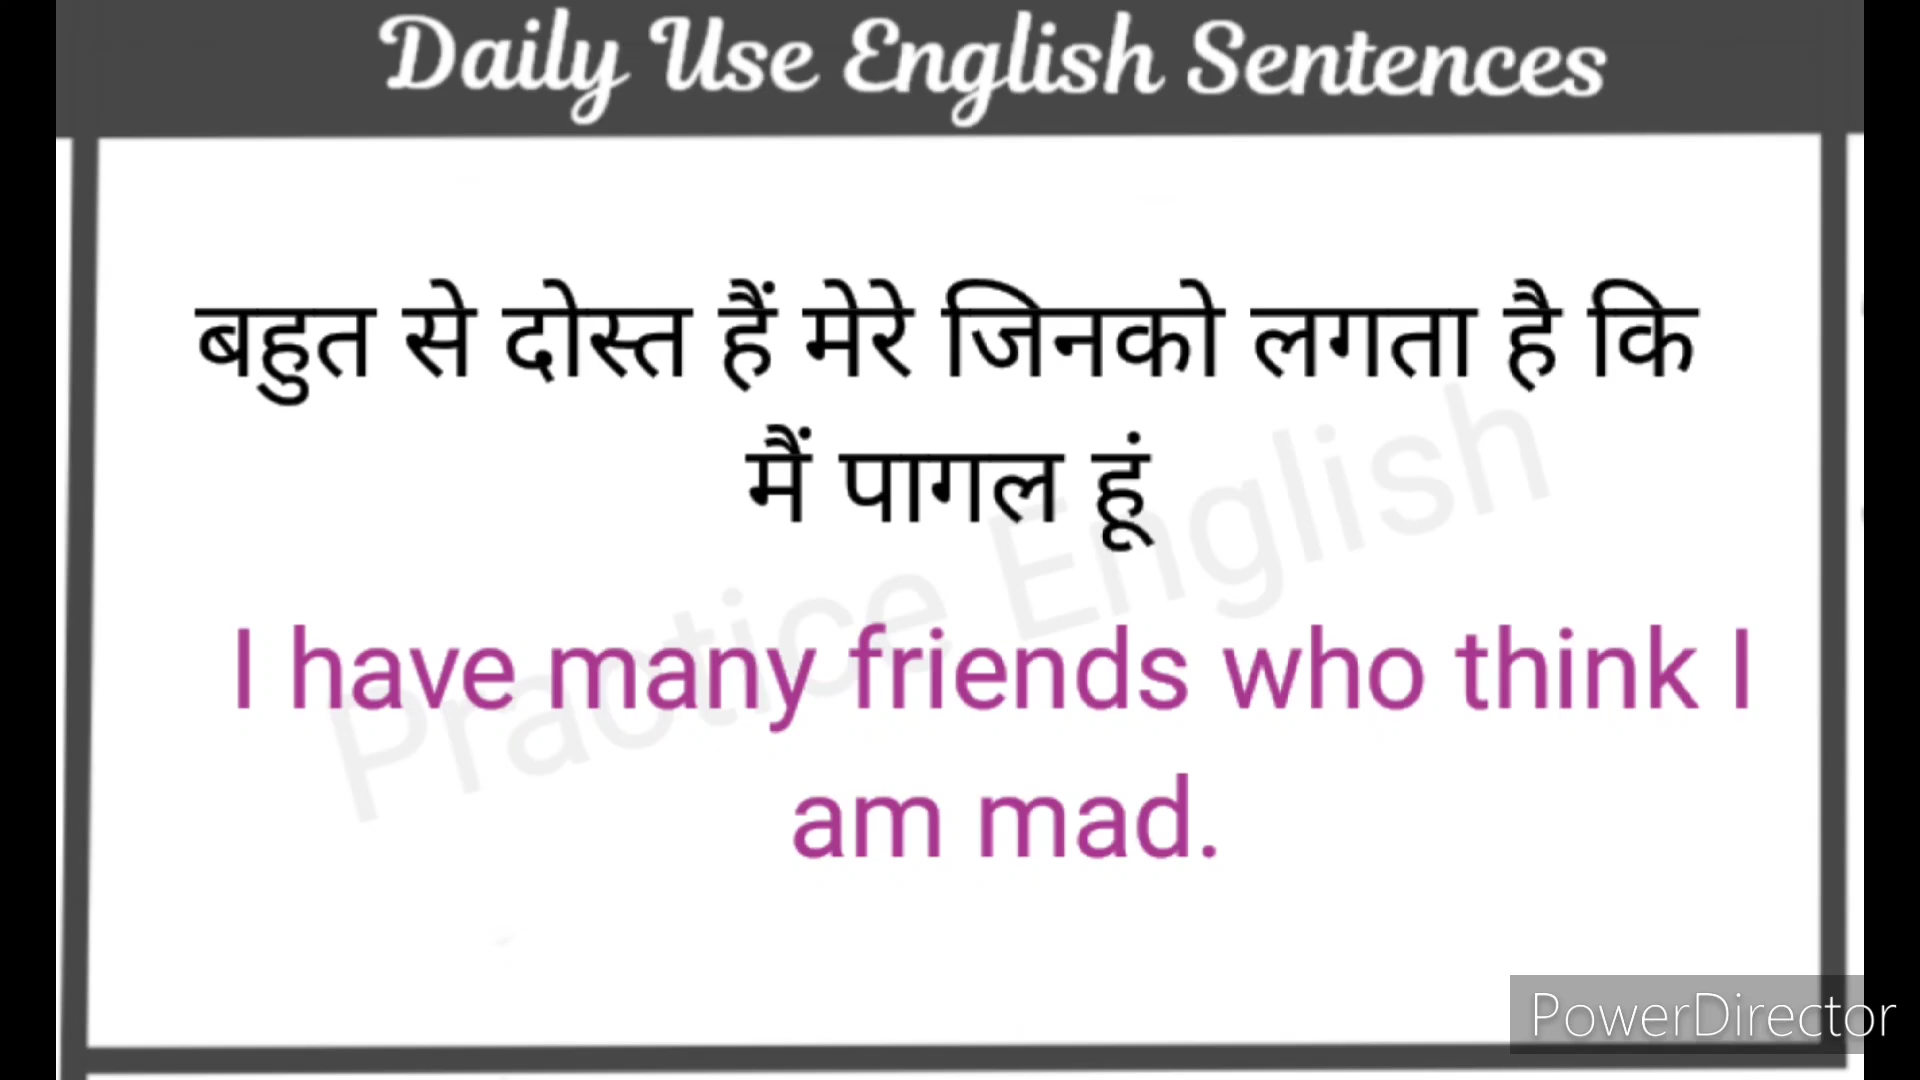 Daily Use English Sentences
बहुत से दोस्त हैं मेरे जिनको लगता है कि
मैं पागल हूं
Practice English
I have many friends who think I
am mad.
PowerDirector